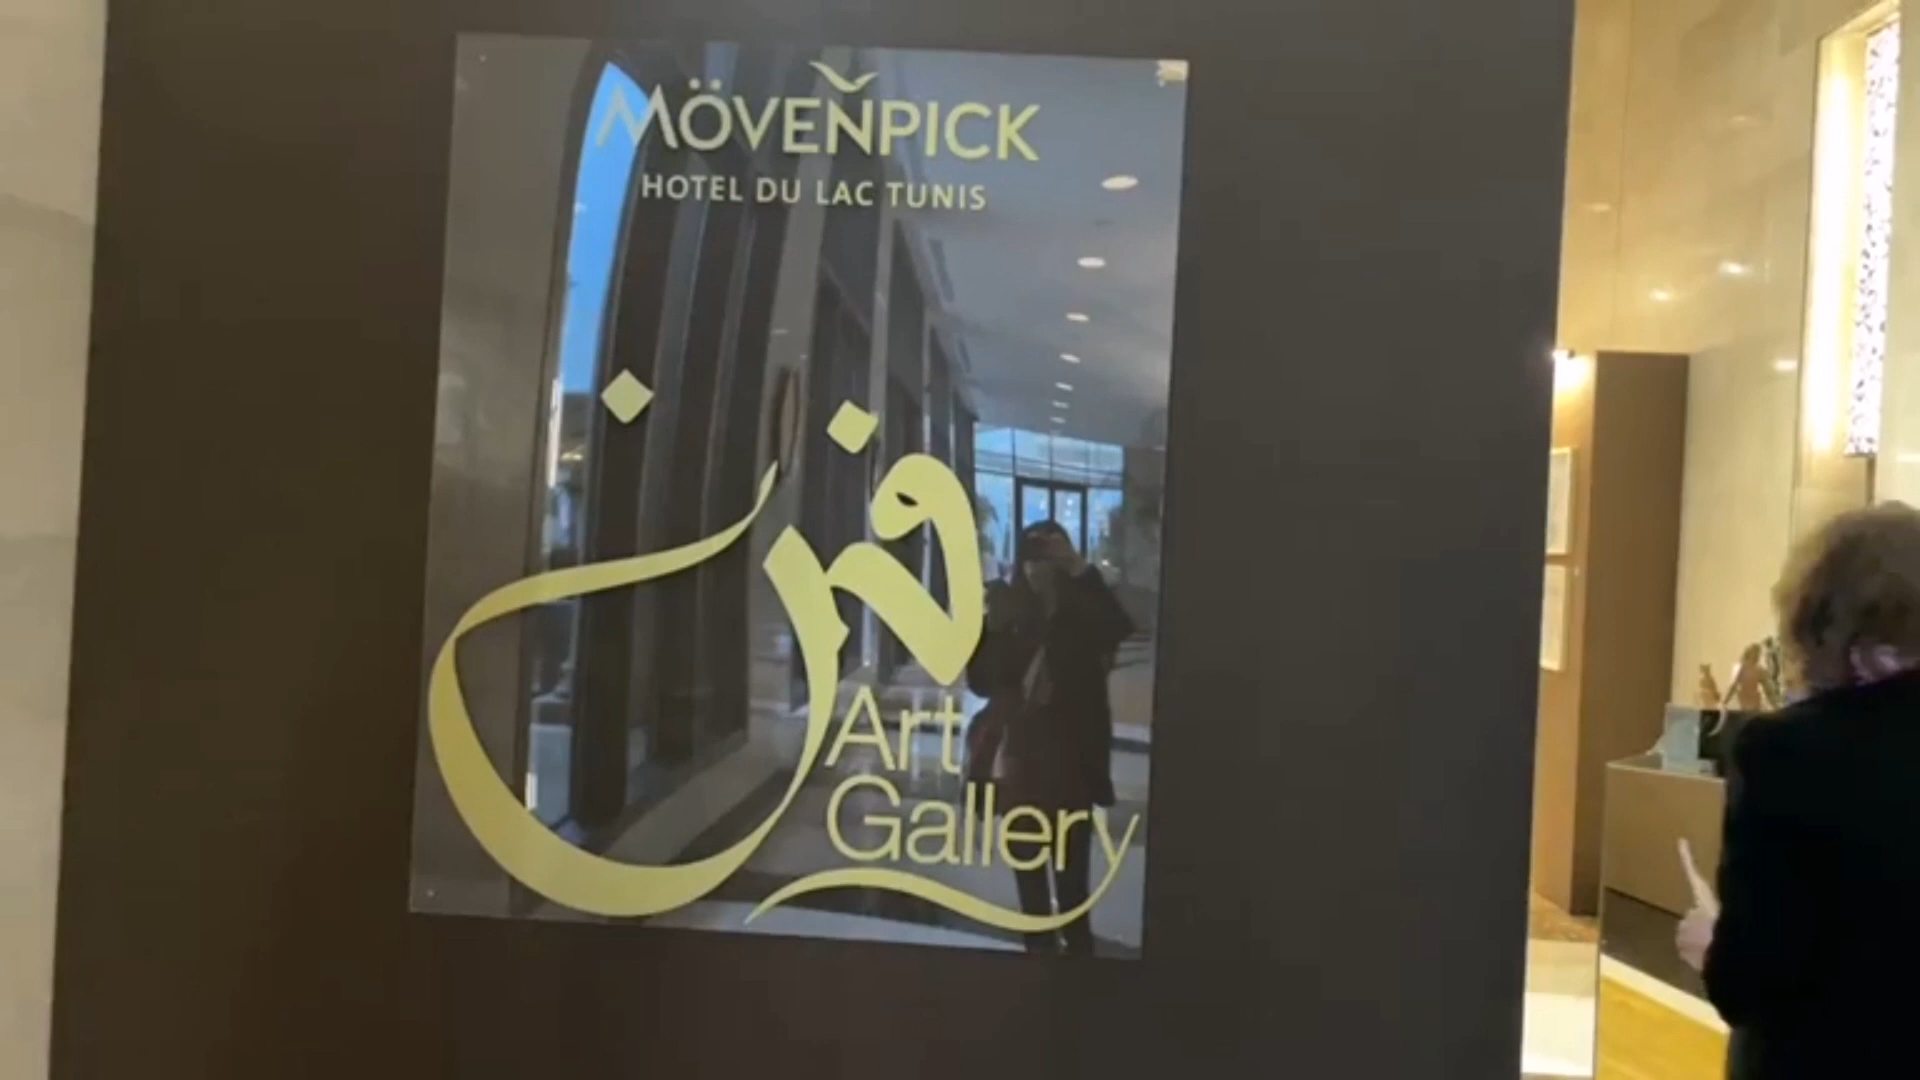 MÖVENPICK
HOTEL DU LAC TUNIS
فن
Art
Gallery